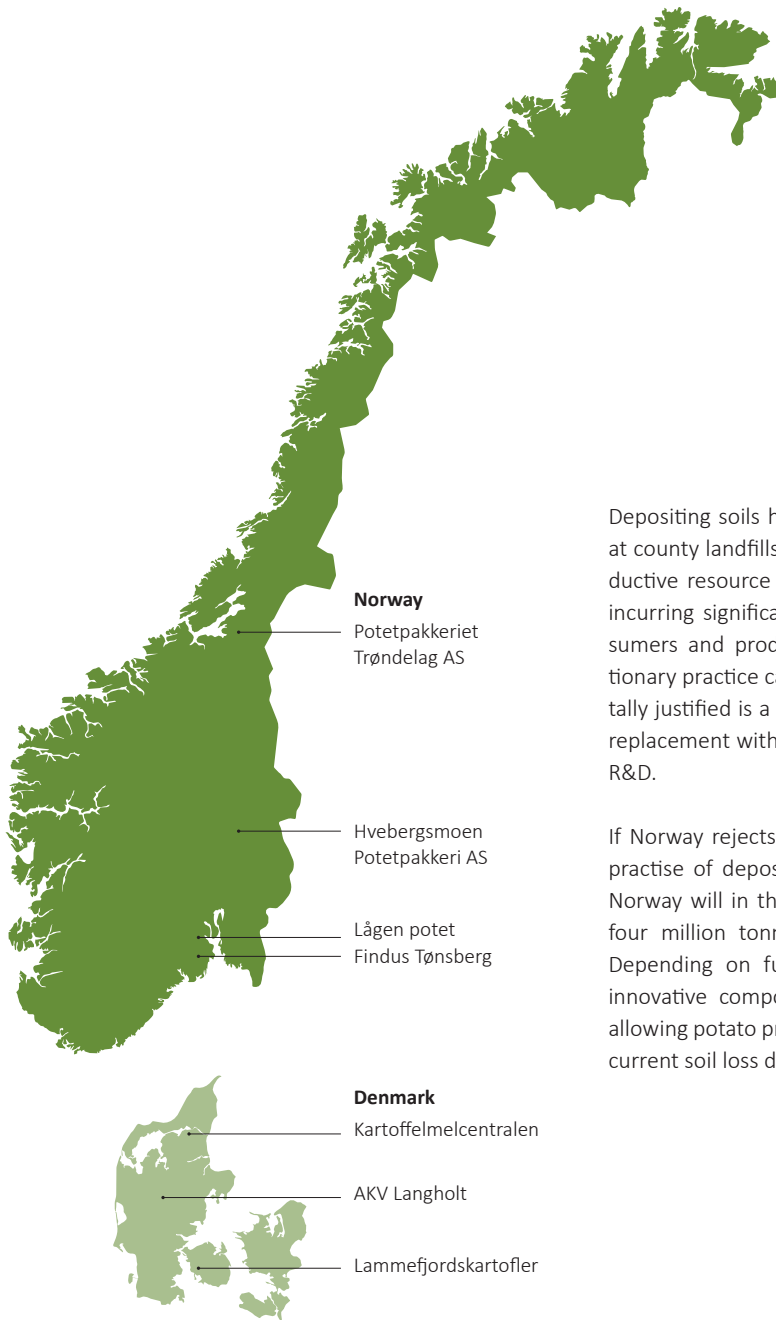 Norway
Potetpakkeriet
Trøndelag AS
Hvebergsmoen
Potetpakkeri AS
Lågen potet
Findus Tønsberg
Denmark
Kartoffelmelcentralen
AKV Langholt
Lammefjordskartofler
Depositing soils h
at county landfills
ductive resource
incurring significa
sumers and prod
tionary practice ca
tally justified is a
replacement with
R&D.
If Norway rejects
practise of depos
Norway will in th
four million tonn
Depending on fu
innovative compo
allowing potato pr
current soil loss d